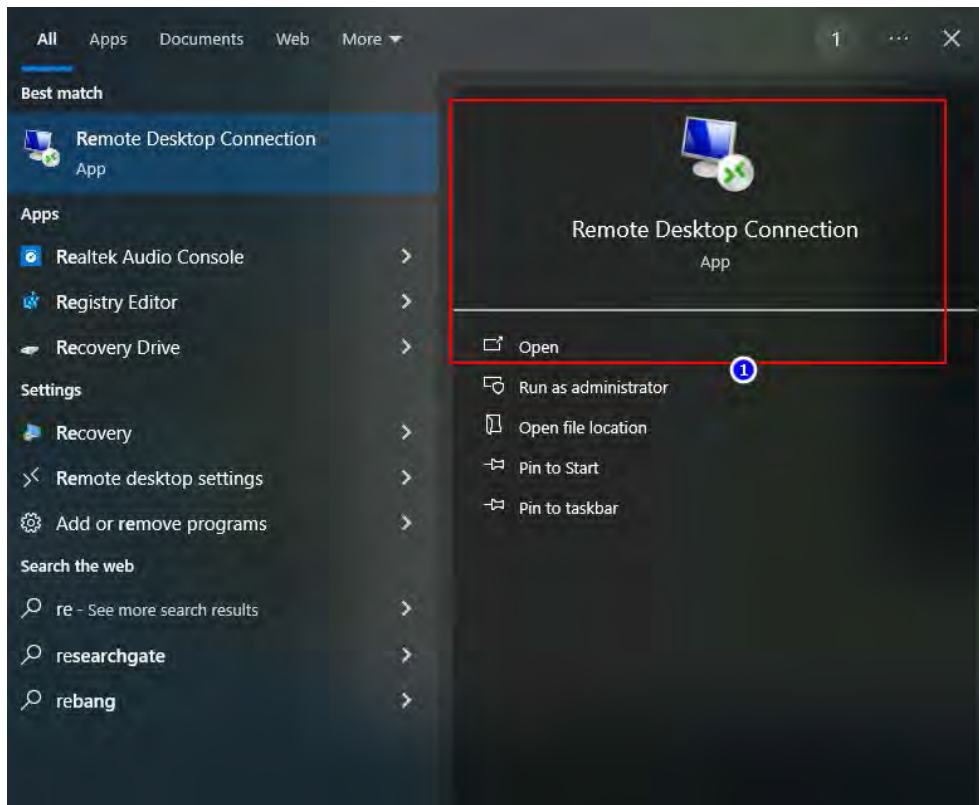 All Apps Documents Web More 1 ...
Best match
Remote Desktop Connection
App
Apps
Realtek Audio Console
Registry Editor
Recovery Drive
Settings
Recovery
Remote desktop settings
Add or remove programs
Search the web
re - See more search results
researchgate
rebang
Remote Desktop Connection
App
Open
1
Run as administrator
Open file location
Pin to Start
Pin to taskbar